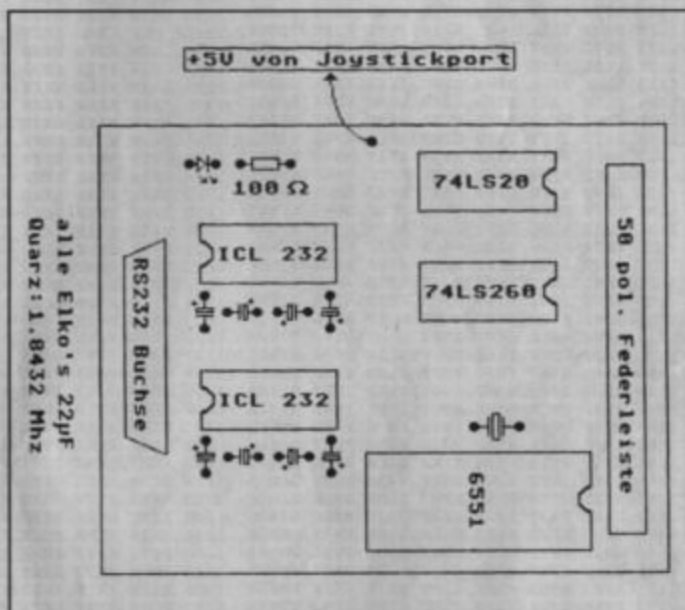 +5V von Joystickport
100 Ω
74LS20
ICL 232
74LS260
ICL 232
6551
50 pol. Federleiste
RS232 Buchse
alle Elko's 22µF
Quarz: 1.8432 Mhz